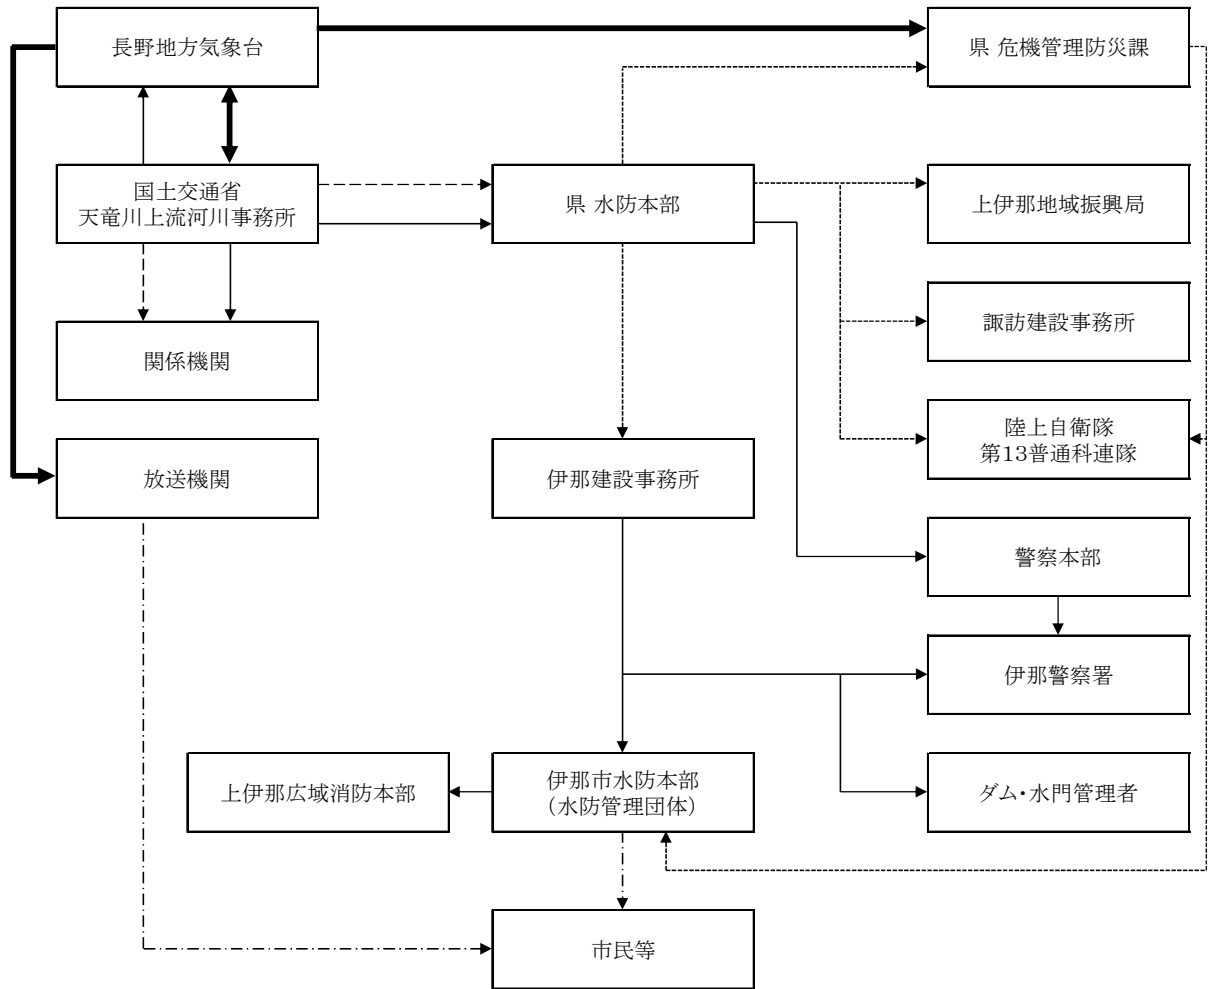 長野地方気象台
県 危機管理防災課
国土交通省
天竜川上流河川事務所
県 水防本部
上伊那地域振興局
諏訪建設事務所
関係機関
陸上自衛隊
第13普通科連隊
放送機関
伊那建設事務所
警察本部
伊那警察署
上伊那広域消防本部
伊那市水防本部
（水防管理団体）
ダム・水門管理者
市民等